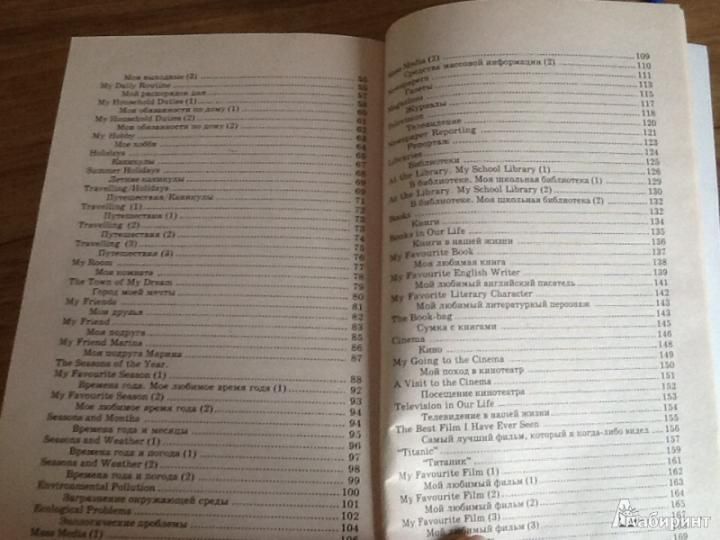 Мои выходные (2) 55
My Daily Routine 56
Мой распорядок дня 57
My Household Duties (1) 58
Мои обязанности по дому (1) 60
My Household Duties (2) 61
Мои обязанности по дому (2) 62
My Hobby 64
Мое хобби 65
Holidays 66
Каникулы 67
Summer Holidays 68
Летние каникулы 69
Travelling/Holidays 69
Путешествия/Каникулы 71
Travelling (1) 72
Путешествия (1) 73
Travelling (2) 73
Путешествия (2) 74
Travelling (3) 75
Путешествия (3) 76
My Room 77
Моя комната 78
The Town of My Dream 79
Город моей мечты 80
My Friends 81
Мои друзья 82
My Friend 83
Моя подруга 85
My Friend Marina 86
Моя подруга Марина 87
The Seasons of the Year.
My Favourite Season (1) 88
Времена года. Мое любимое время года (1) 92
My Favourite Season (2) 93
Мое любимое время года (2) 94
Seasons and Months 94
Времена года и месяцы 95
Seasons and Weather (1) 96
Времена года и погода (1) 97
Seasons and Weather (2) 98
Времена года и погода (2) 99
Environmental Pollution 100
Загрязнение окружающей среды 101
Ecological Problems 102
Экологические проблемы 104
Mass Media (1) 106
Mass Media (2) 109
Средства массовой информации (2) 110
Newspapers 111
Газеты 113
Magazines 115
Журналы 117
Television 118
Телевидение 120
Newspaper Reporting 121
Репортаж 123
Libraries 124
Библиотеки 125
At the Library. My School Library (1) 126
В библиотеке. Моя школьная библиотека (1) 129
At the Library. My School Library (2) 130
В библиотеке. Моя школьная библиотека (2) 132
Books 132
Книги 134
Books in Our Life 135
Книги в нашей жизни 136
My Favourite Book 137
Моя любимая книга 138
My Favourite English Writer 139
Мой любимый английский писатель 141
My Favorite Literary Character 142
Мой любимый литературный персонаж 143
The Book-bag 145
Сумка с книгами 146
Cinema 148
Кино 149
My Going to the Cinema 150
Мой поход в кинотеатр 151
A Visit to the Cinema 152
Посещение кинотеатра 153
Television in Our Life 154
Телевидение в нашей жизни 155
The Best Film I Have Ever Seen 156
Самый лучший фильм, который я когда-либо видел 157
"Titanic" 159
"Титаник" 161
My Favourite Film (1) 162
Мой любимый фильм (1) 163
My Favourite Film (2) 164
Мой любимый фильм (2) 165
My Favourite Film (3) 167
Мой любимый фильм (3) 169
Лабиринт